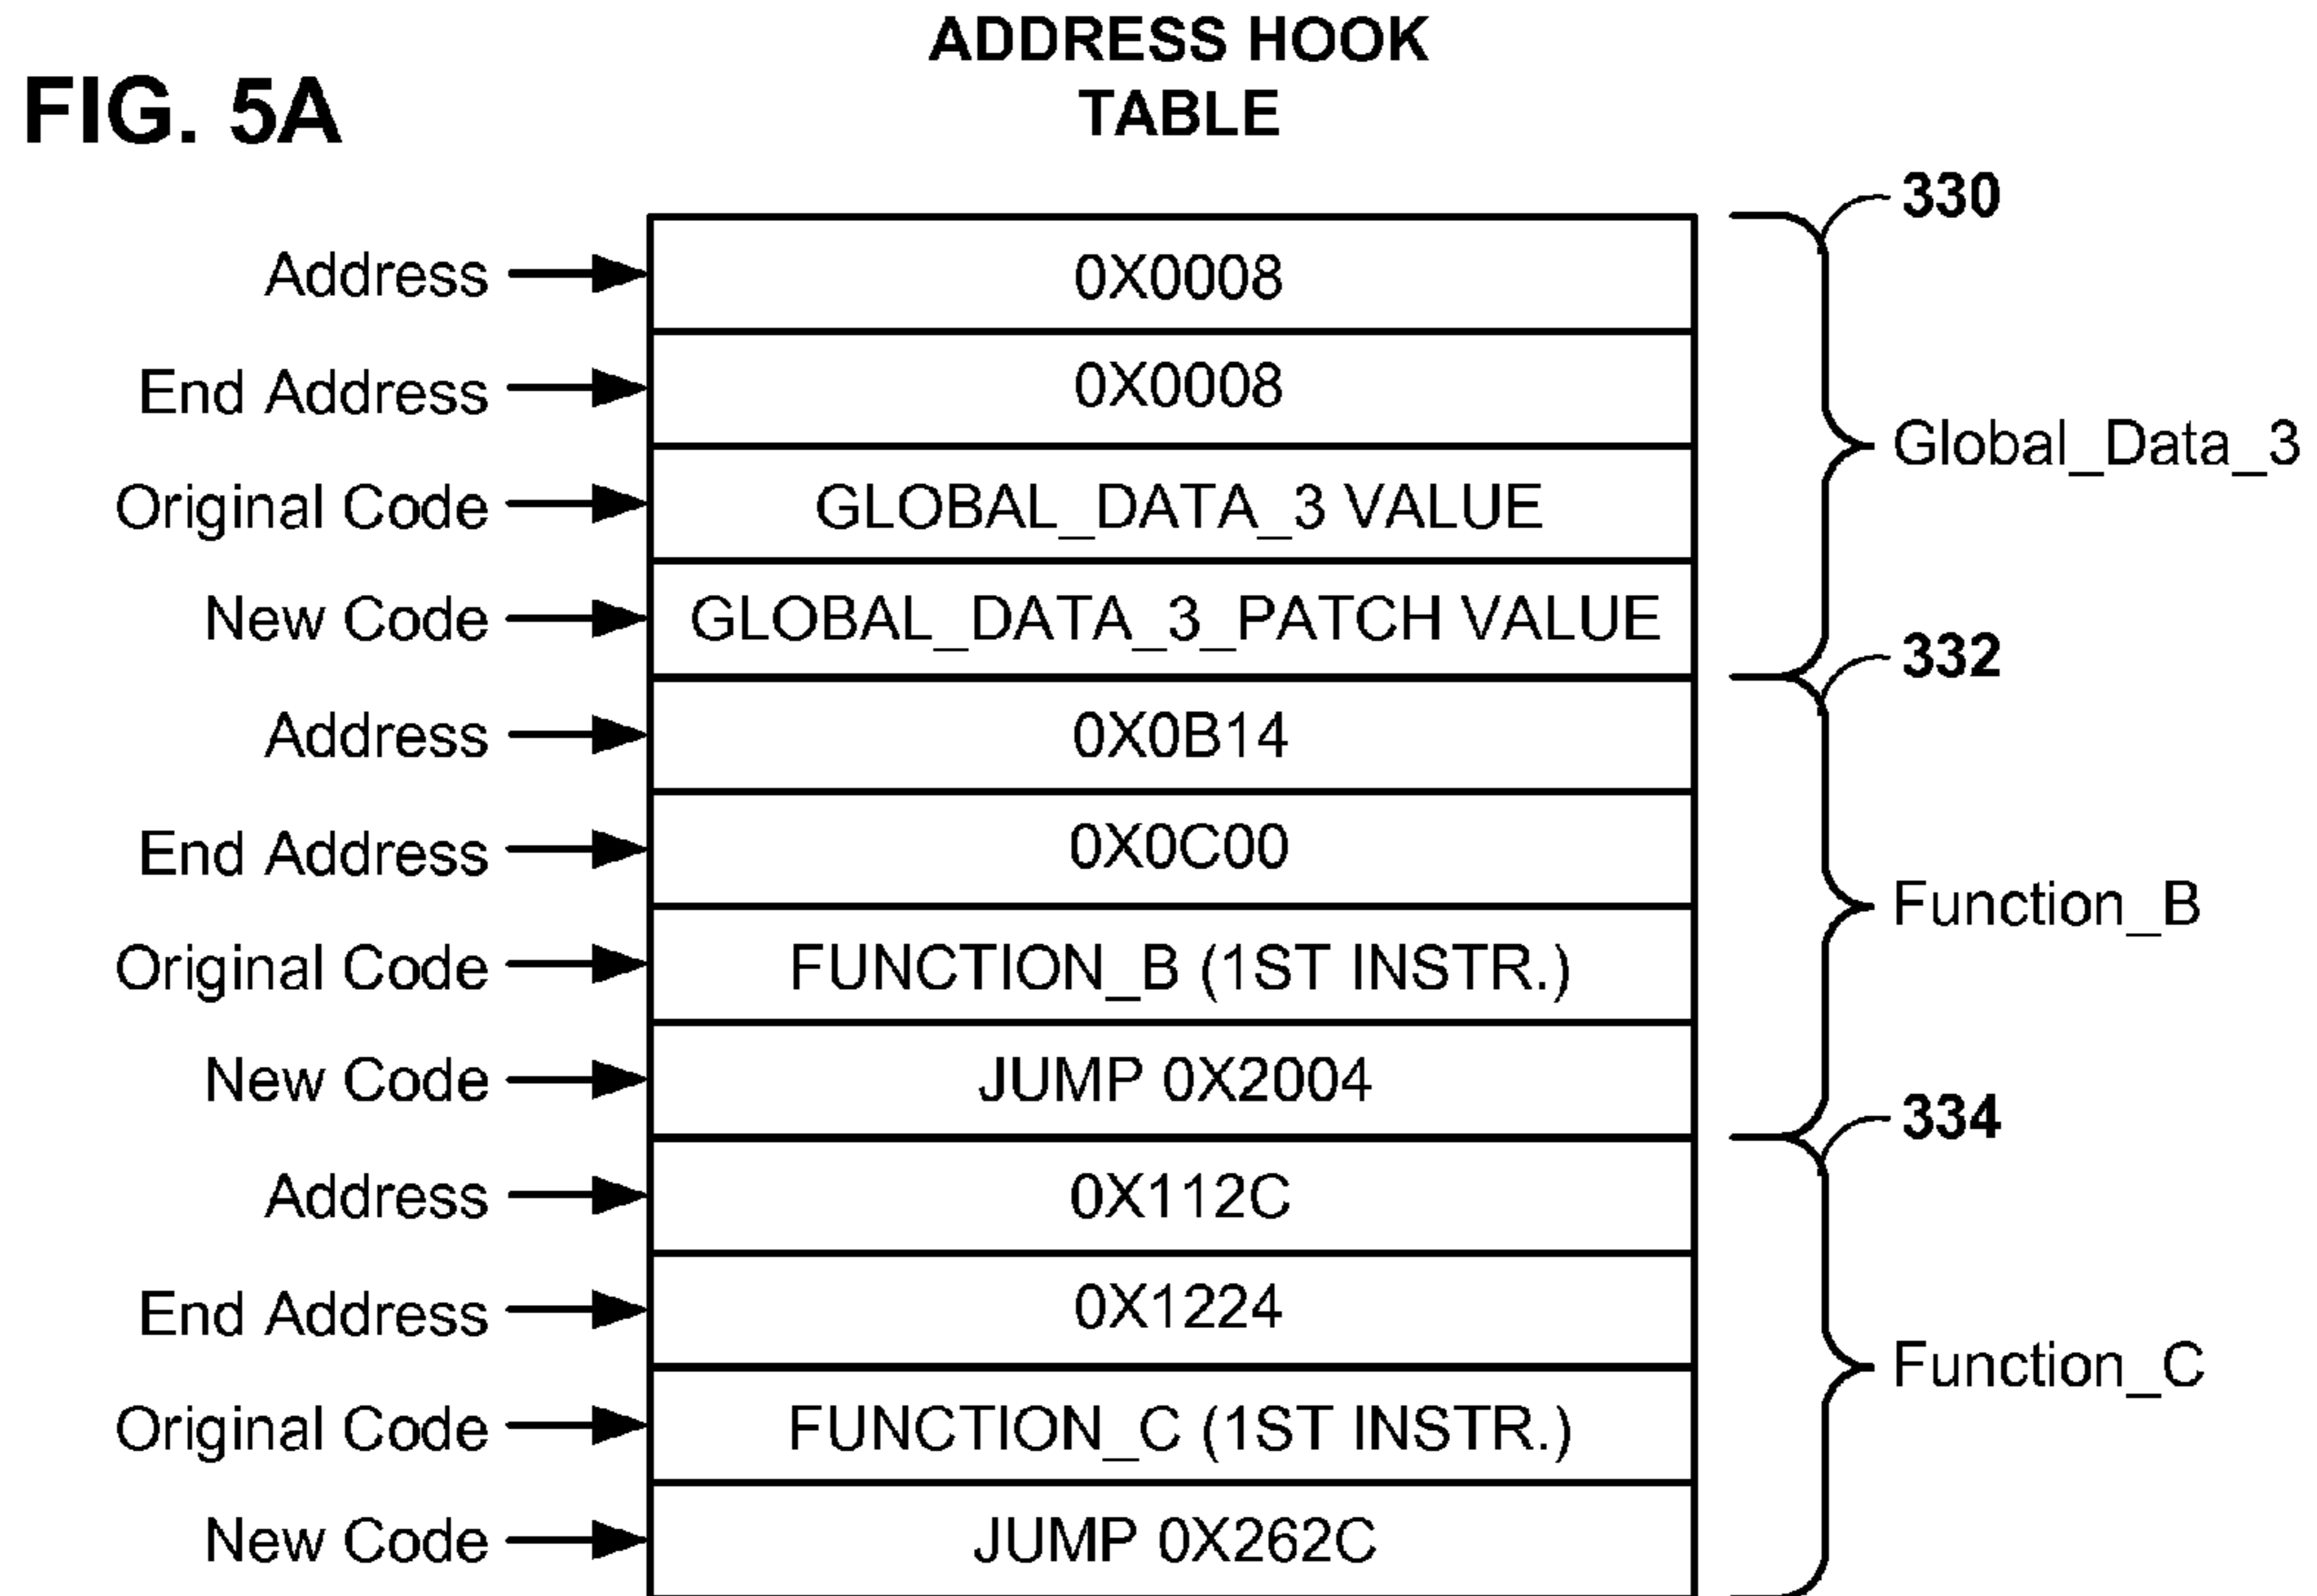 FIG. 5A
ADDRESS HOOK
TABLE
330
Address 0X0008
End Address 0X0008
Global_Data_3
Original Code GLOBAL_DATA_3 VALUE
New Code GLOBAL_DATA_3_PATCH VALUE
332
Address 0X0B14
End Address 0X0C00
Function_B
Original Code FUNCTION_B (1ST INSTR.)
New Code JUMP 0X2004
334
Address 0X112C
End Address 0X1224
Function_C
Original Code FUNCTION_C (1ST INSTR.)
New Code JUMP 0X262C